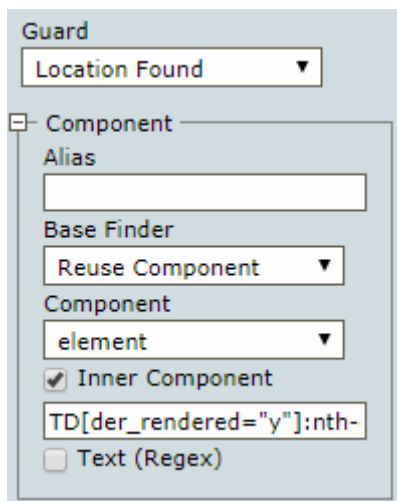 Guard
Location Found
Component
Alias
Base Finder
Reuse Component
Component
element
Inner Component
TD[der_rendered="y"]:nth-
Text (Regex)